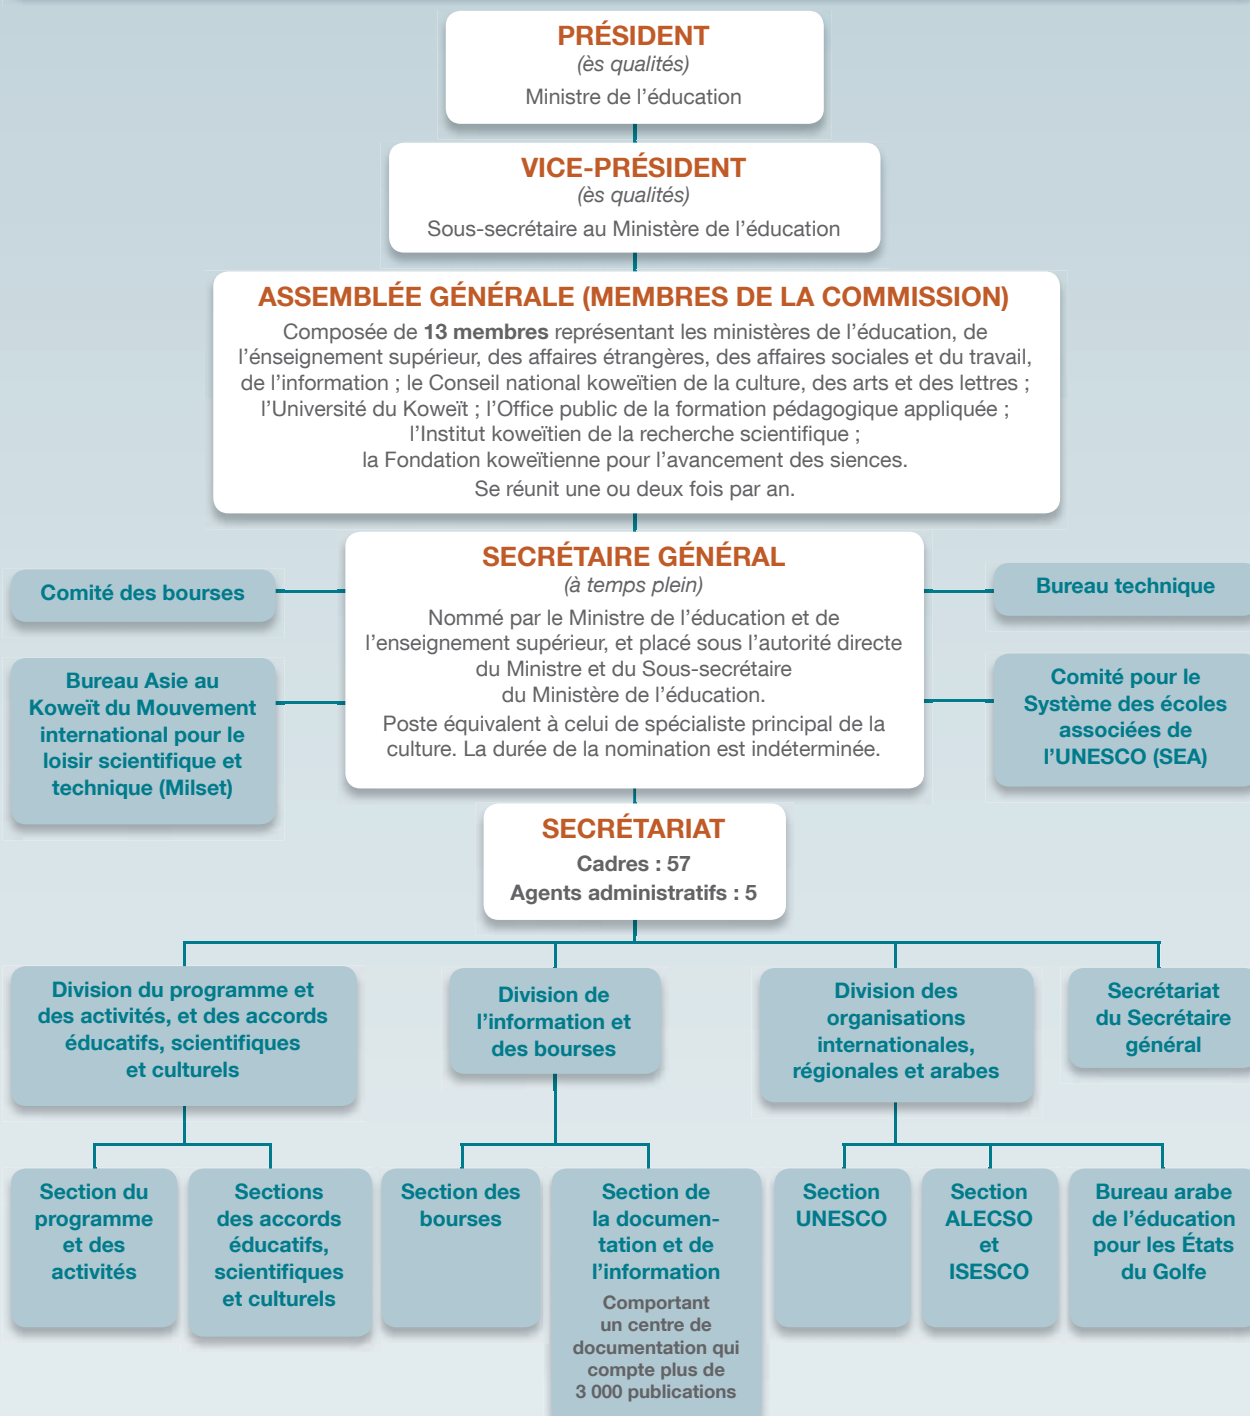 PRÉSIDENT
(ès qualités)
Ministre de l’éducation
VICE-PRÉSIDENT
(ès qualités)
Sous-secrétaire au Ministère de l’éducation
ASSEMBLÉE GÉNÉRALE (MEMBRES DE LA COMMISSION)
Composée de 13 membres représentant les ministères de l’éducation, de
l’énseignement supérieur, des affaires étrangères, des affaires sociales et du travail,
de l’information ; le Conseil national koweïtien de la culture, des arts et des lettres ;
l’Université du Koweït ; l’Office public de la formation pédagogique appliquée ;
l’Institut koweïtien de la recherche scientifique ;
la Fondation koweïtienne pour l’avancement des siences.
Se réunit une ou deux fois par an.
SECRÉTAIRE GÉNÉRAL
(à temps plein)
Nommé par le Ministre de l’éducation et de
l’enseignement supérieur, et placé sous l’autorité directe
du Ministre et du Sous-secrétaire
du Ministère de l’éducation.
Poste équivalent à celui de spécialiste principal de la
culture. La durée de la nomination est indéterminée.
Comité des bourses
Bureau Asie au
Koweït du Mouvement
international pour le
loisir scientifique et
technique (Milset)
Bureau technique
Comité pour le
Système des écoles
associées de
l’UNESCO (SEA)
SECRÉTARIAT
Cadres : 57
Agents administratifs : 5
Division du programme et
des activités, et des accords
éducatifs, scientifiques
et culturels
Division de
l’information et
des bourses
Division des
organisations
internationales,
régionales et arabes
Secrétariat
du Secrétaire
général
Section du
programme
et des
activités
Sections
des accords
éducatifs,
scientifiques
et culturels
Section des
bourses
Section de
la documen-
tation et de
l’information
Comportant
un centre de
documentation qui
compte plus de
3 000 publications
Section
UNESCO
Section
ALECSO
et
ISESCO
Bureau arabe
de l’éducation
pour les États
du Golfe